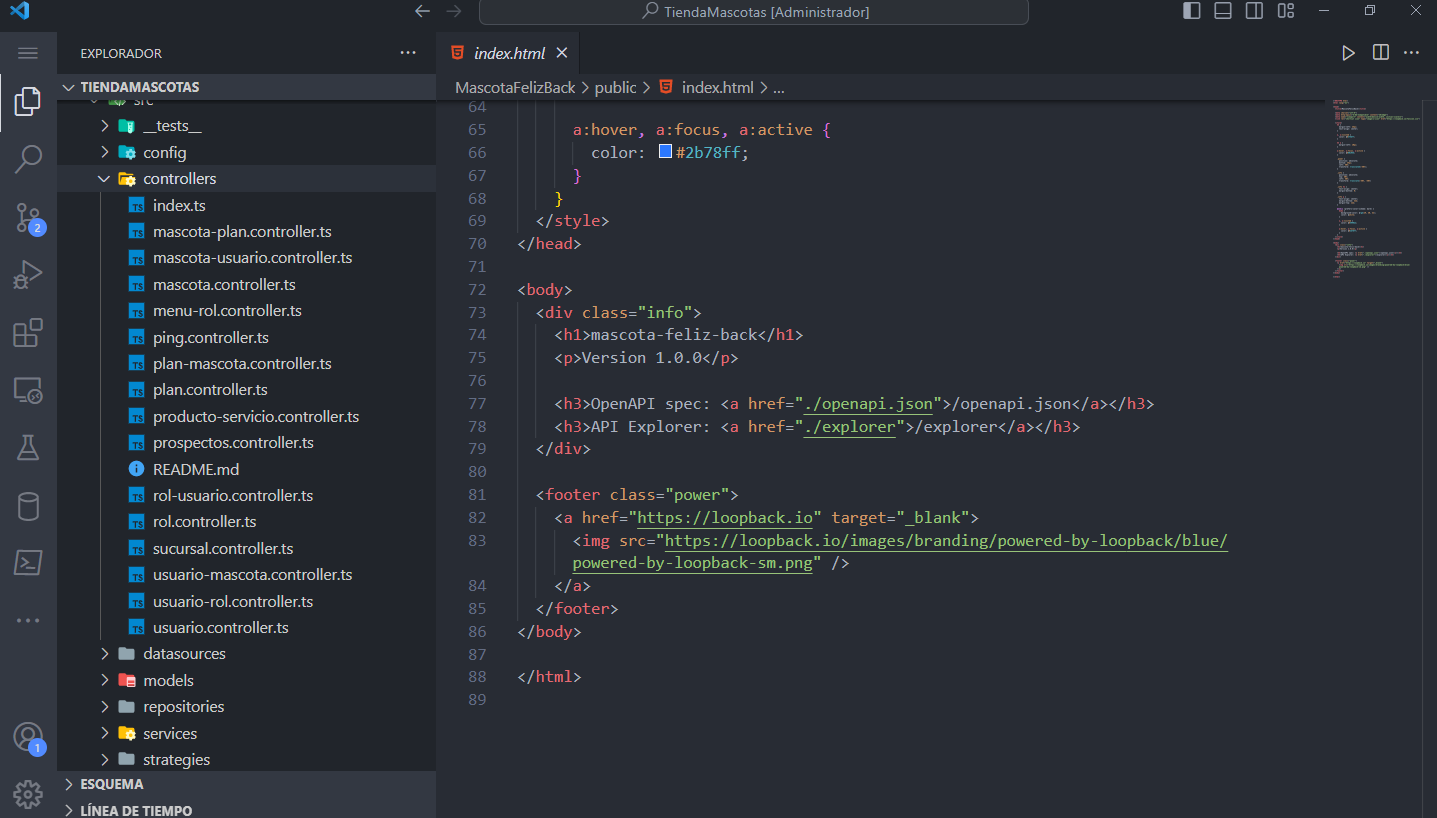 TiendaMascotas [Administrador]
EXPLORADOR
TIENDAMASCOTAS
src
__tests__
config
controllers
index.ts
mascota-plan.controller.ts
mascota-usuario.controller.ts
mascota.controller.ts
menu-rol.controller.ts
ping.controller.ts
plan-mascota.controller.ts
plan.controller.ts
producto-servicio.controller.ts
prospectos.controller.ts
README.md
rol-usuario.controller.ts
rol.controller.ts
sucursal.controller.ts
usuario-mascota.controller.ts
usuario-rol.controller.ts
usuario.controller.ts
datasources
models
repositories
services
strategies
ESQUEMA
LÍNEA DE TIEMPO
2
1
index.html
MascotaFelizBack > public > index.html > ...
64
65 a:hover, a:focus, a:active {
66 color: #2b78ff;
67 }
68 }
69 </style>
70 </head>
71
72 <body>
73 <div class="info">
74 <h1>mascota-feliz-back</h1>
75 <p>Version 1.0.0</p>
76
77 <h3>OpenAPI spec: <a href="./openapi.json">/openapi.json</a></h3>
78 <h3>API Explorer: <a href="./explorer">/explorer</a></h3>
79 </div>
80
81 <footer class="power">
82 <a href="https://loopback.io" target="_blank">
83 <img src="https://loopback.io/images/branding/powered-by-loopback/blue/
powered-by-loopback-sm.png" />
84 </a>
85 </footer>
86 </body>
87
88 </html>
89